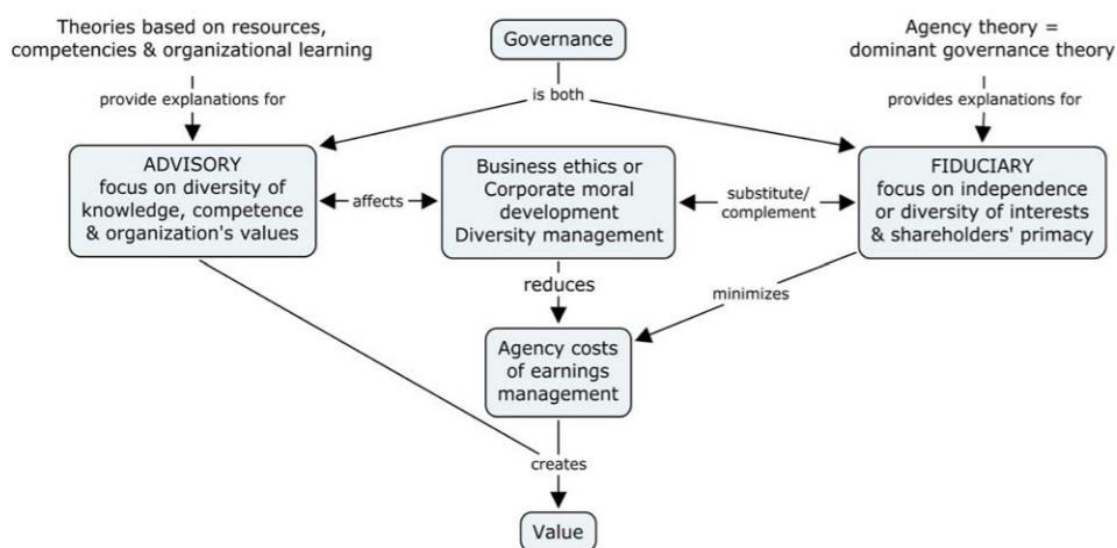 Theories based on resources,
competencies & organizational learning
Governance
Agency theory =
dominant governance theory
provide explanations for
is both
provides explanations for
ADVISORY
focus on diversity of
knowledge, competence
& organization's values
affects
Business ethics or
Corporate moral
development
Diversity management
substitute/
complement
FIDUCIARY
focus on independence
or diversity of interests
& shareholders' primacy
reduces
minimizes
Agency costs
of earnings
management
creates
Value